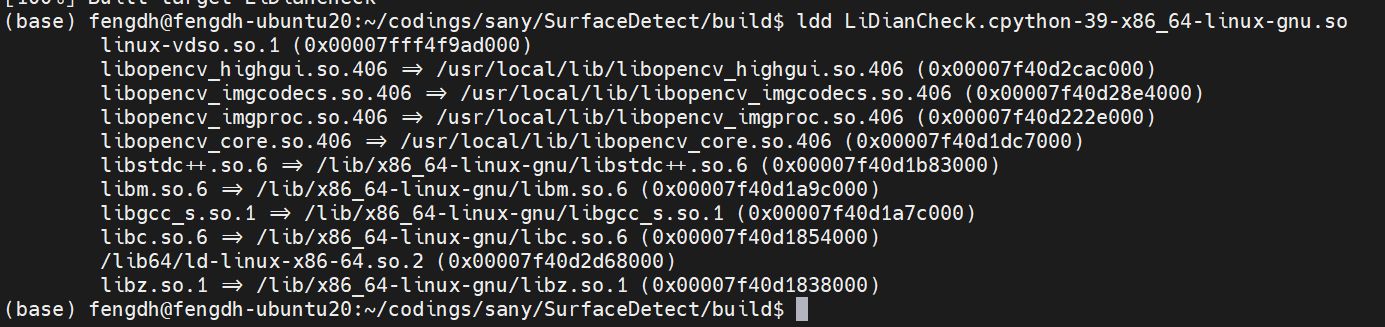 [100%] Built target LiDianCheck
(base) fengdh@fengdh-ubuntu20:~/codings/sany/SurfaceDetect/build$ ldd LiDianCheck.cpython-39-x86_64-linux-gnu.so
linux-vdso.so.1 (0x00007fff4f9ad000)
libopencv_highgui.so.406 => /usr/local/lib/libopencv_highgui.so.406 (0x00007f40d2cac000)
libopencv_imgcodecs.so.406 => /usr/local/lib/libopencv_imgcodecs.so.406 (0x00007f40d28e4000)
libopencv_imgproc.so.406 => /usr/local/lib/libopencv_imgproc.so.406 (0x00007f40d222e000)
libopencv_core.so.406 => /usr/local/lib/libopencv_core.so.406 (0x00007f40d1dc7000)
libstdc++.so.6 => /lib/x86_64-linux-gnu/libstdc++.so.6 (0x00007f40d1b83000)
libm.so.6 => /lib/x86_64-linux-gnu/libm.so.6 (0x00007f40d1a9c000)
libgcc_s.so.1 => /lib/x86_64-linux-gnu/libgcc_s.so.1 (0x00007f40d1a7c000)
libc.so.6 => /lib/x86_64-linux-gnu/libc.so.6 (0x00007f40d1854000)
/lib64/ld-linux-x86-64.so.2 (0x00007f40d2d68000)
libz.so.1 => /lib/x86_64-linux-gnu/libz.so.1 (0x00007f40d1838000)
(base) fengdh@fengdh-ubuntu20:~/codings/sany/SurfaceDetect/build$